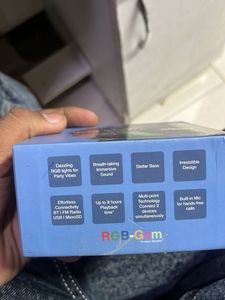 Dazzling
RGB lights for
Party Vibes
Breath-taking
Immersive
Sound
Stellar Bass
Irresistible
Design
Effortless
Connectivity
BT | FM Radio
USB | MicroSD
Up to 8 hours
Playback
time*
Multi-point
Technology
Connect 2
devices
simultaneously
Built-in Mic
for hands-free
calls
RGB-Gem